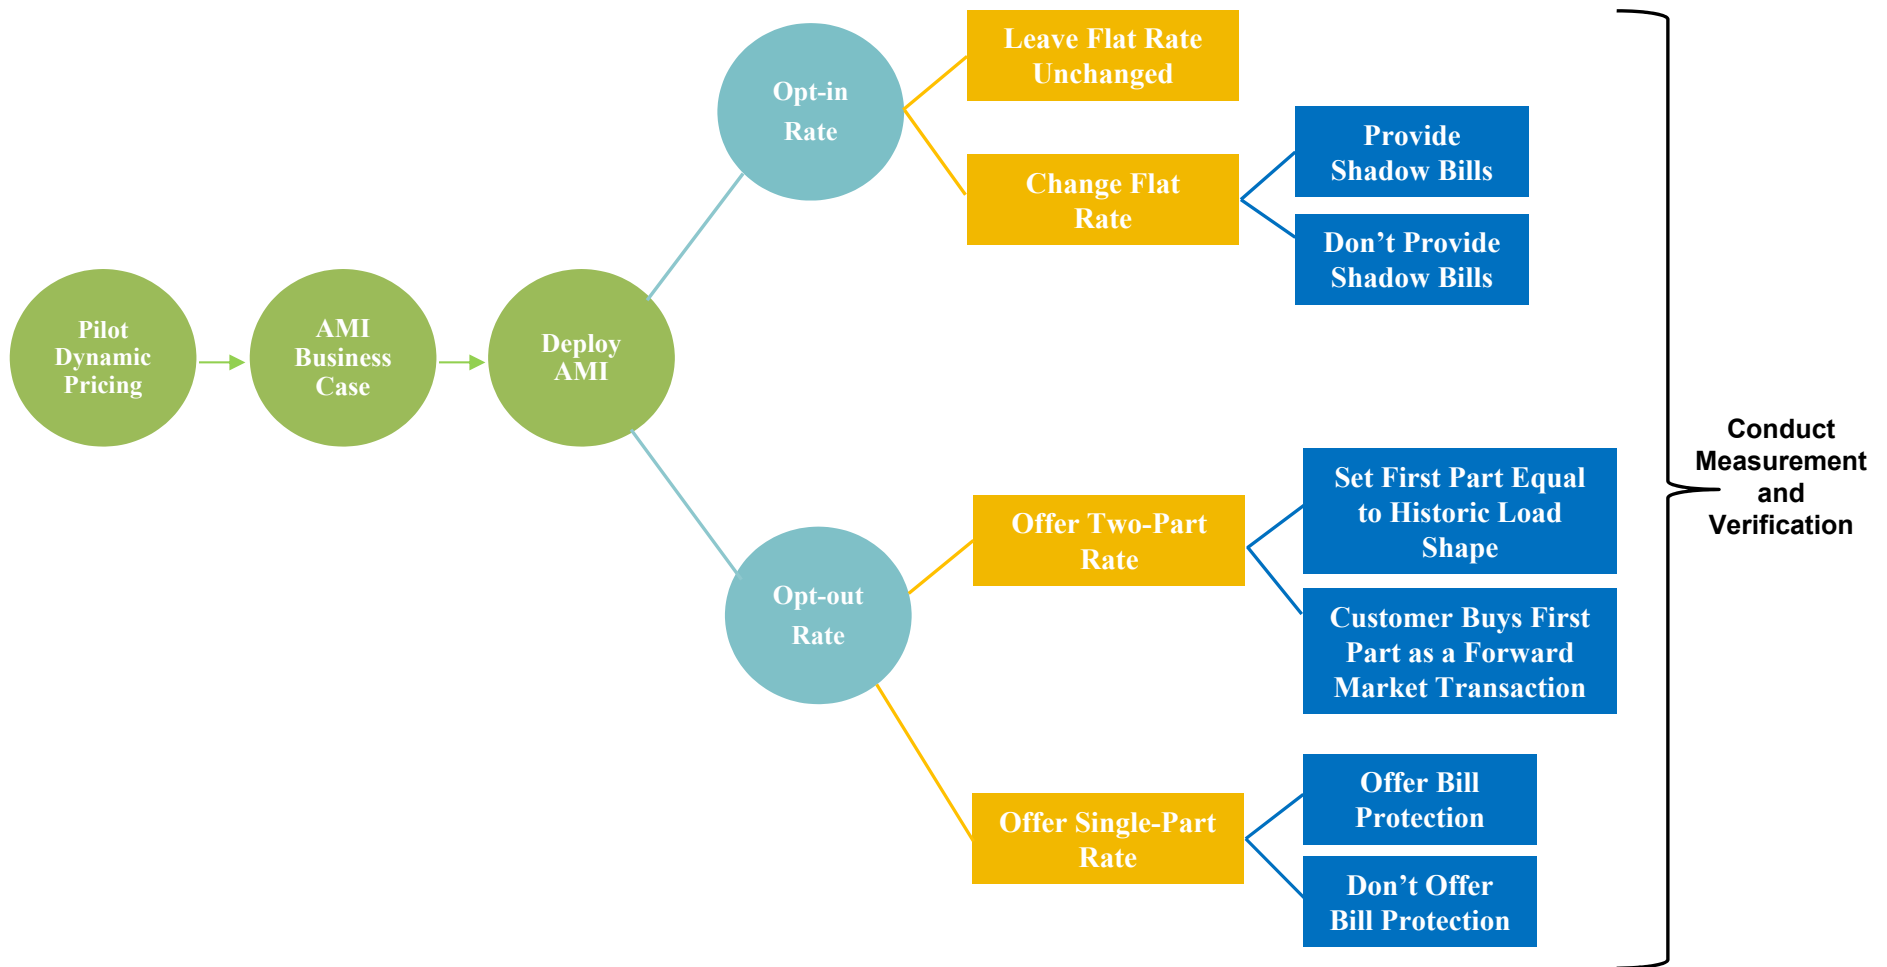 Pilot
Dynamic
Pricing
AMI
Business
Case
Deploy
AMI
Opt-in
Rate
Leave Flat Rate
Unchanged
Change Flat
Rate
Provide
Shadow Bills
Don’t Provide
Shadow Bills
Opt-out
Rate
Offer Two-Part
Rate
Set First Part Equal
to Historic Load
Shape
Customer Buys First
Part as a Forward
Market Transaction
Offer Single-Part
Rate
Offer Bill
Protection
Don’t Offer
Bill Protection
Conduct
Measurement
and
Verification